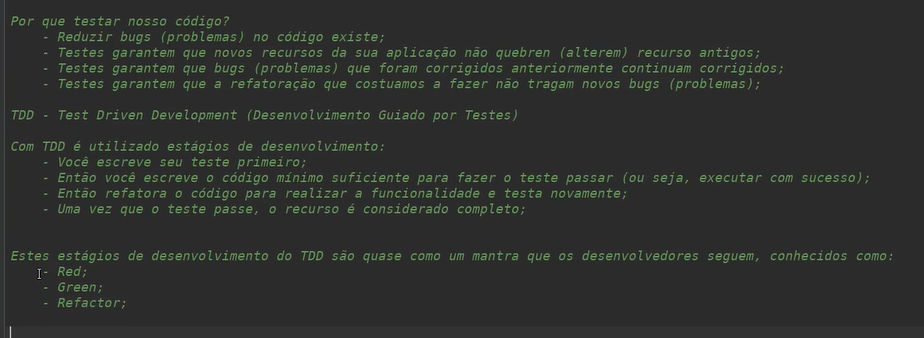 Por que testar nosso código?
- Reduzir bugs (problemas) no código existe;
- Testes garantem que novos recursos da sua aplicação não quebren (alterem) recurso antigos;
- Testes garantem que bugs (problemas) que foram corrigidos anteriormente continuam corrigidos;
- Testes garantem que a refatoração que costuamos a fazer não tragam novos bugs (problemas);
TDD - Test Driven Development (Desenvolvimento Guiado por Testes)
Com TDD é utilizado estágios de desenvolvimento:
- Você escreve seu teste primeiro;
- Então você escreve o código mínimo suficiente para fazer o teste passar (ou seja, executar com sucesso);
- Então refatora o código para realizar a funcionalidade e testa novamente;
- Uma vez que o teste passe, o recurso é considerado completo;
Estes estágios de desenvolvimento do TDD são quase como um mantra que os desenvolvedores seguem, conhecidos como:
- Red;
- Green;
- Refactor;